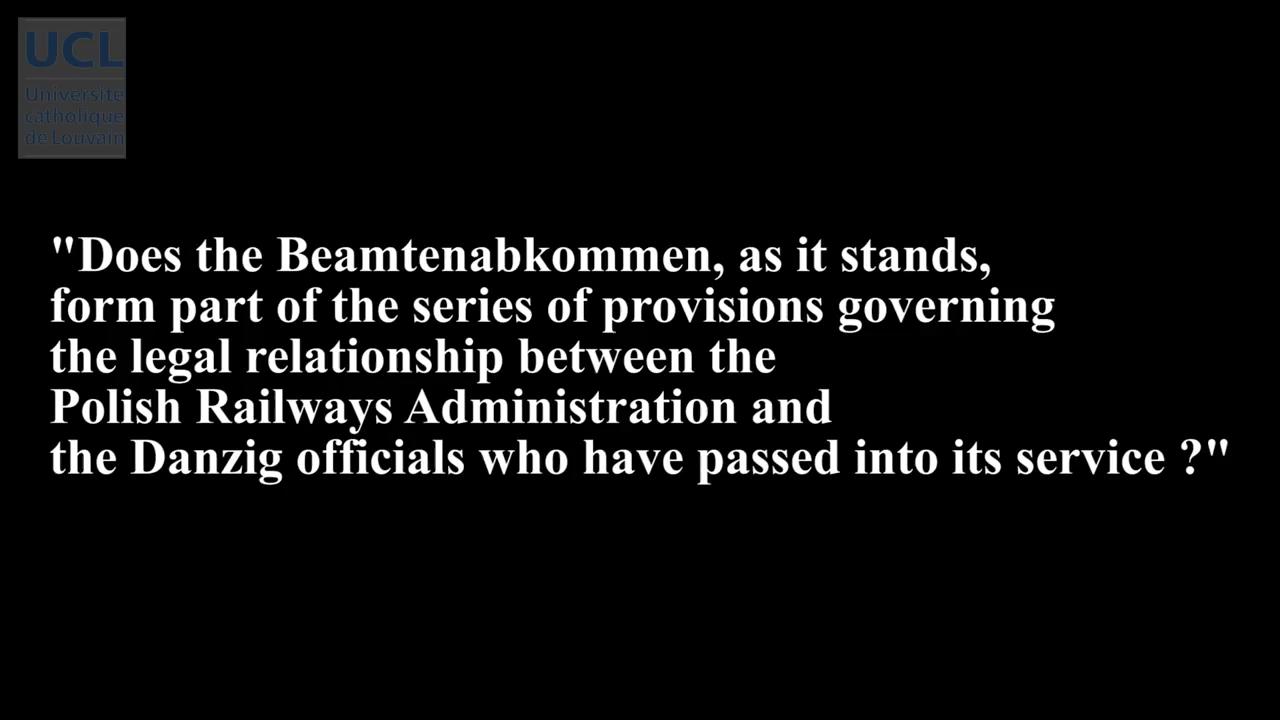 UCL
Université
catholique
de Louvain
"Does the Beamtenabkommen, as it stands,
form part of the series of provisions governing
the legal relationship between the
Polish Railways Administration and
the Danzig officials who have passed into its service ?"